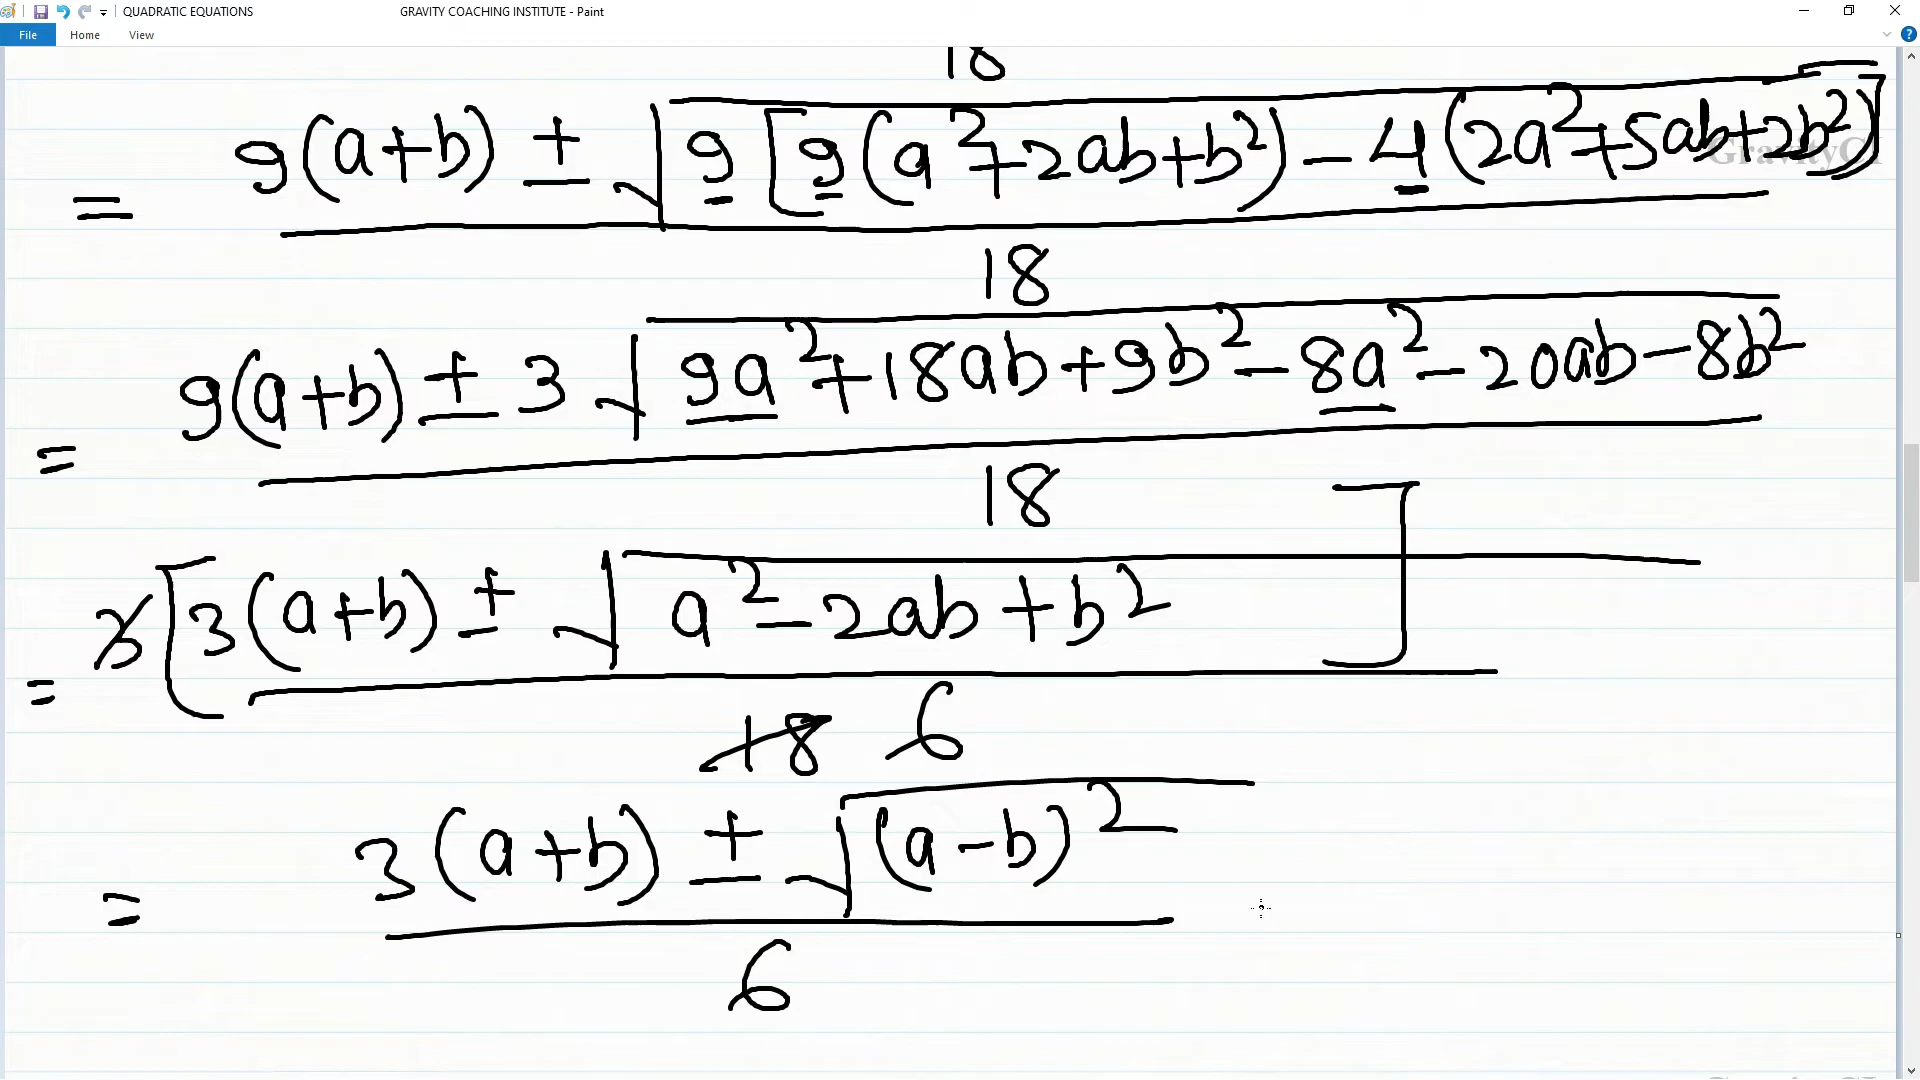 QUADRATIC EQUATIONS GRAVITY COACHING INSTITUTE - Paint
File Home View
18
= 9(a+b) ± √9[9(a²+2ab+b²) - 4(2a²+5ab+2b²)]
18
= 9(a+b) ± 3√9a²+18ab+9b²-8a²-20ab-8b²
18
= 3[3(a+b) ± √a²-2ab+b²]
18 6
= 3(a+b) ± √(a-b)²
6